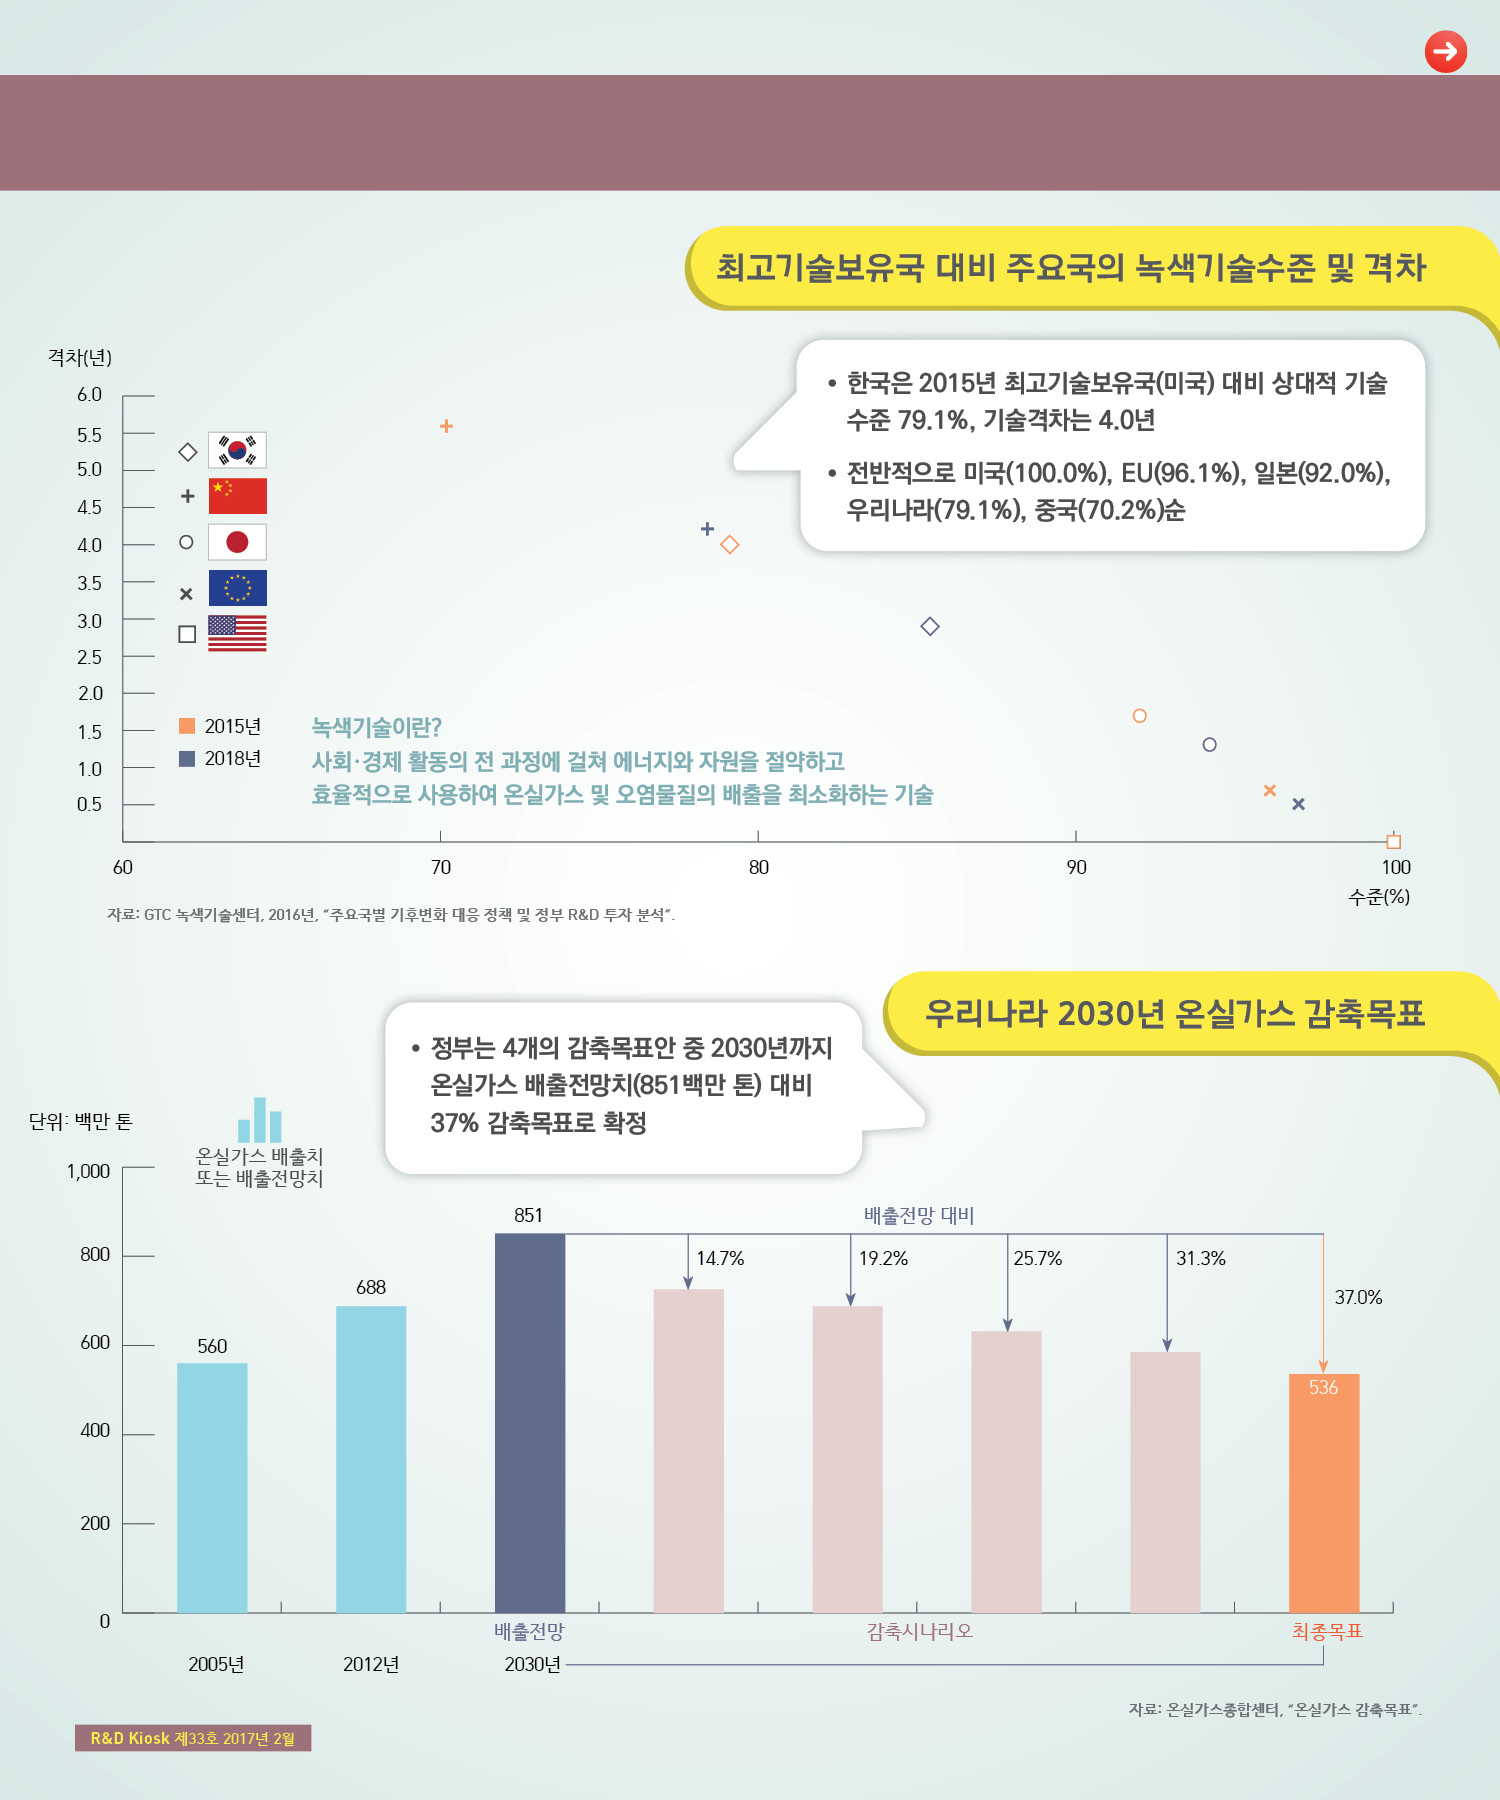 최고기술보유국 대비 주요국의 녹색기술수준 및 격차
• 한국은 2015년 최고기술보유국(미국) 대비 상대적 기술
수준 79.1%, 기술격차는 4.0년
• 전반적으로 미국(100.0%), EU(96.1%), 일본(92.0%),
우리나라(79.1%), 중국(70.2%)순
격차(년)
6.0
5.5
5.0
4.5
4.0
3.5
3.0
2.5
2.0
1.5
1.0
0.5
2015년
2018년
녹색기술이란?
사회·경제 활동의 전 과정에 걸쳐 에너지와 자원을 절약하고
효율적으로 사용하여 온실가스 및 오염물질의 배출을 최소화하는 기술
60 70 80 90 100
수준(%)
자료: GTC 녹색기술센터, 2016년, “주요국별 기후변화 대응 정책 및 정부 R&D 투자 분석”.
우리나라 2030년 온실가스 감축목표
• 정부는 4개의 감축목표안 중 2030년까지
온실가스 배출전망치(851백만 톤) 대비
37% 감축목표로 확정
단위: 백만 톤
온실가스 배출치
또는 배출전망치
1,000
800
600
400
200
0
560
688
851
배출전망 대비
14.7%
19.2%
25.7%
31.3%
37.0%
536
배출전망
감축시나리오
최종목표
2005년
2012년
2030년
자료: 온실가스종합센터, “온실가스 감축목표”.
R&D Kiosk 제33호 2017년 2월